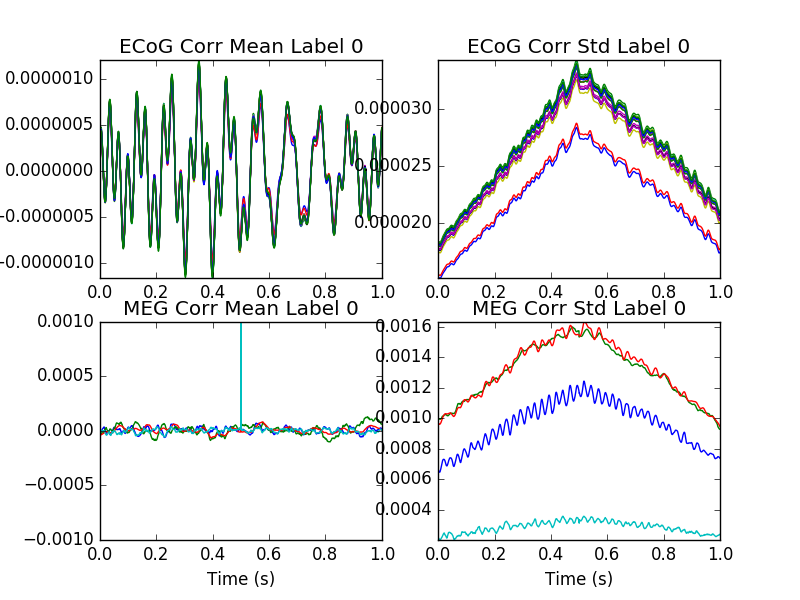 ECoG Corr Mean Label 0
0.0000010
0.0000005
0.0000000
−0.0000005
−0.0000010
0.0 0.2 0.4 0.6 0.8 1.0
ECoG Corr Std Label 0
0.000030
0.000025
0.000020
0.0 0.2 0.4 0.6 0.8 1.0
MEG Corr Mean Label 0
0.0010
0.0005
0.0000
−0.0005
−0.0010
0.0 0.2 0.4 0.6 0.8 1.0
Time (s)
MEG Corr Std Label 0
0.0016
0.0014
0.0012
0.0010
0.0008
0.0006
0.0004
0.0 0.2 0.4 0.6 0.8 1.0
Time (s)